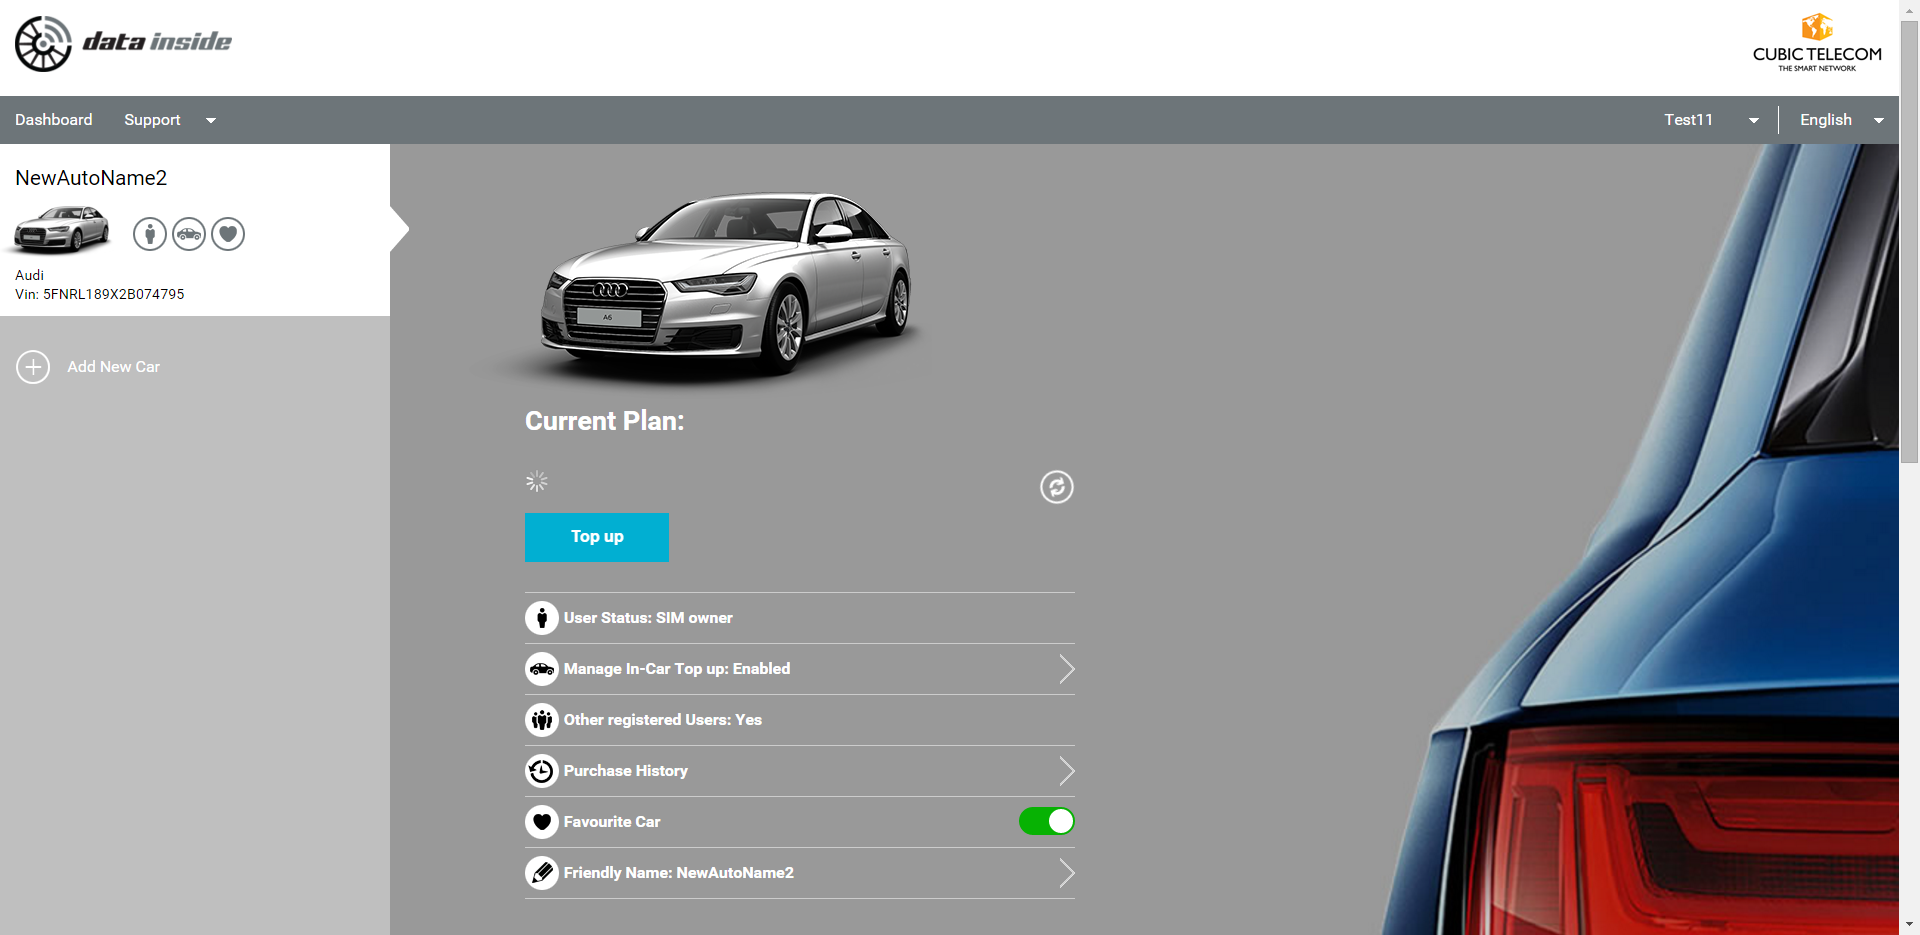 data inside
CUBIC TELECOM
THE SMART NETWORK
Dashboard
Support
Test11
English
NewAutoName2
Audi
Vin: 5FNRL189X2B074795
Add New Car
A6
Current Plan:
Top up
User Status: SIM owner
Manage In-Car Top up: Enabled
Other registered Users: Yes
Purchase History
Favourite Car
Friendly Name: NewAutoName2